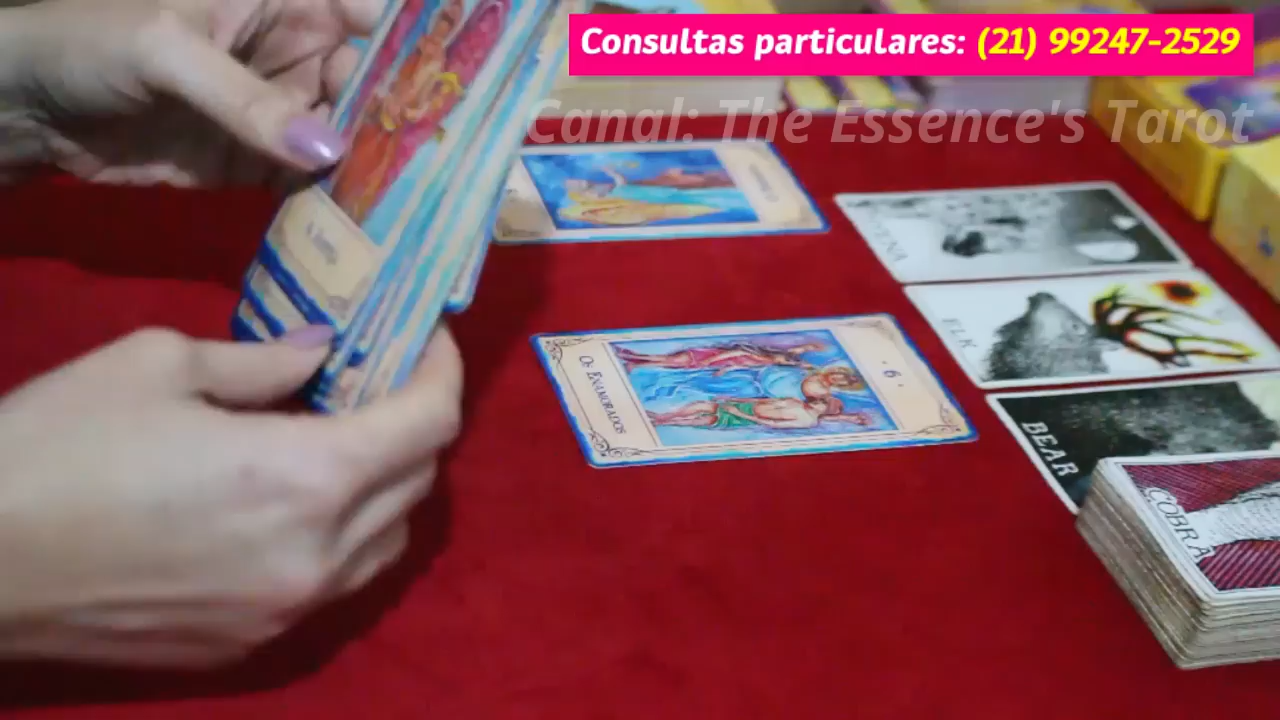 Consultas particulares: (21) 99247-2529
Canal: The Essence's Tarot
ELK
· 6 ·
OS ENAMORADOS
BEAR
COBRA